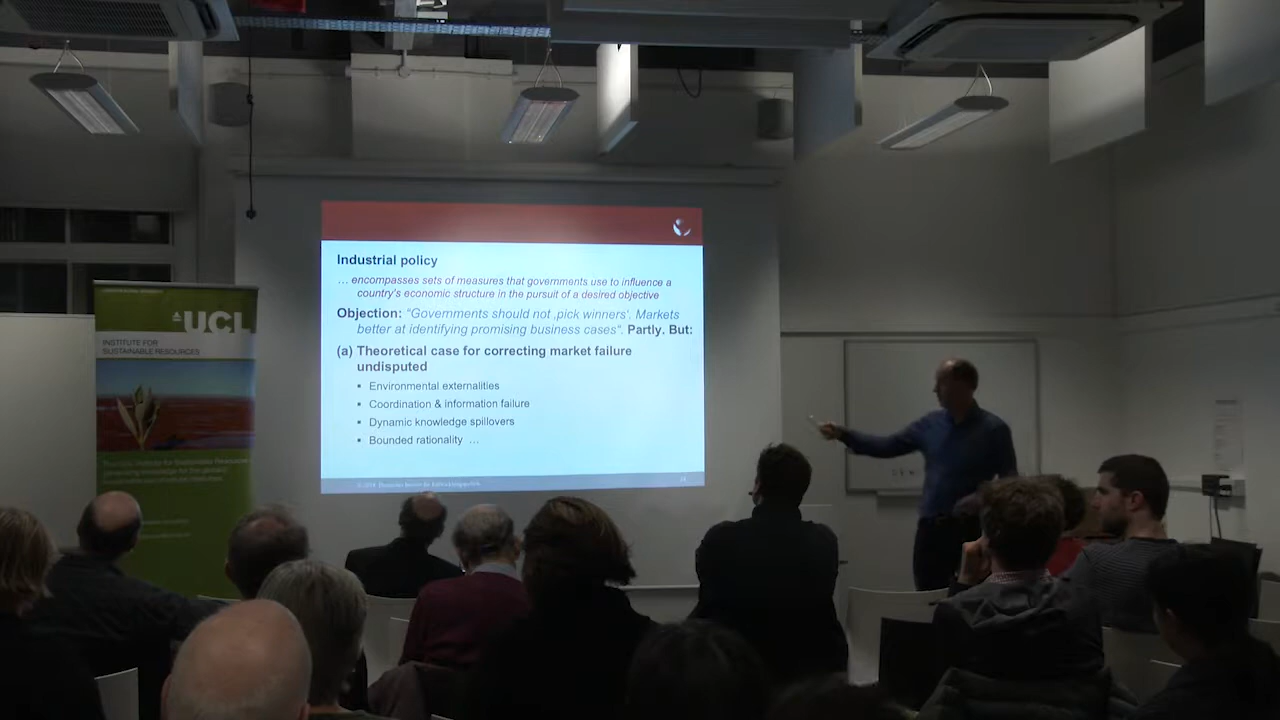 UCL
INSTITUTE FOR
SUSTAINABLE RESOURCES
Industrial policy
… encompasses sets of measures that governments use to influence a
country's economic structure in the pursuit of a desired objective
Objection: "Governments should not ‚pick winners'. Markets
better at identifying promising business cases". Partly. But:
(a) Theoretical case for correcting market failure
undisputed
▪ Environmental externalities
▪ Coordination & information failure
▪ Dynamic knowledge spillovers
▪ Bounded rationality …